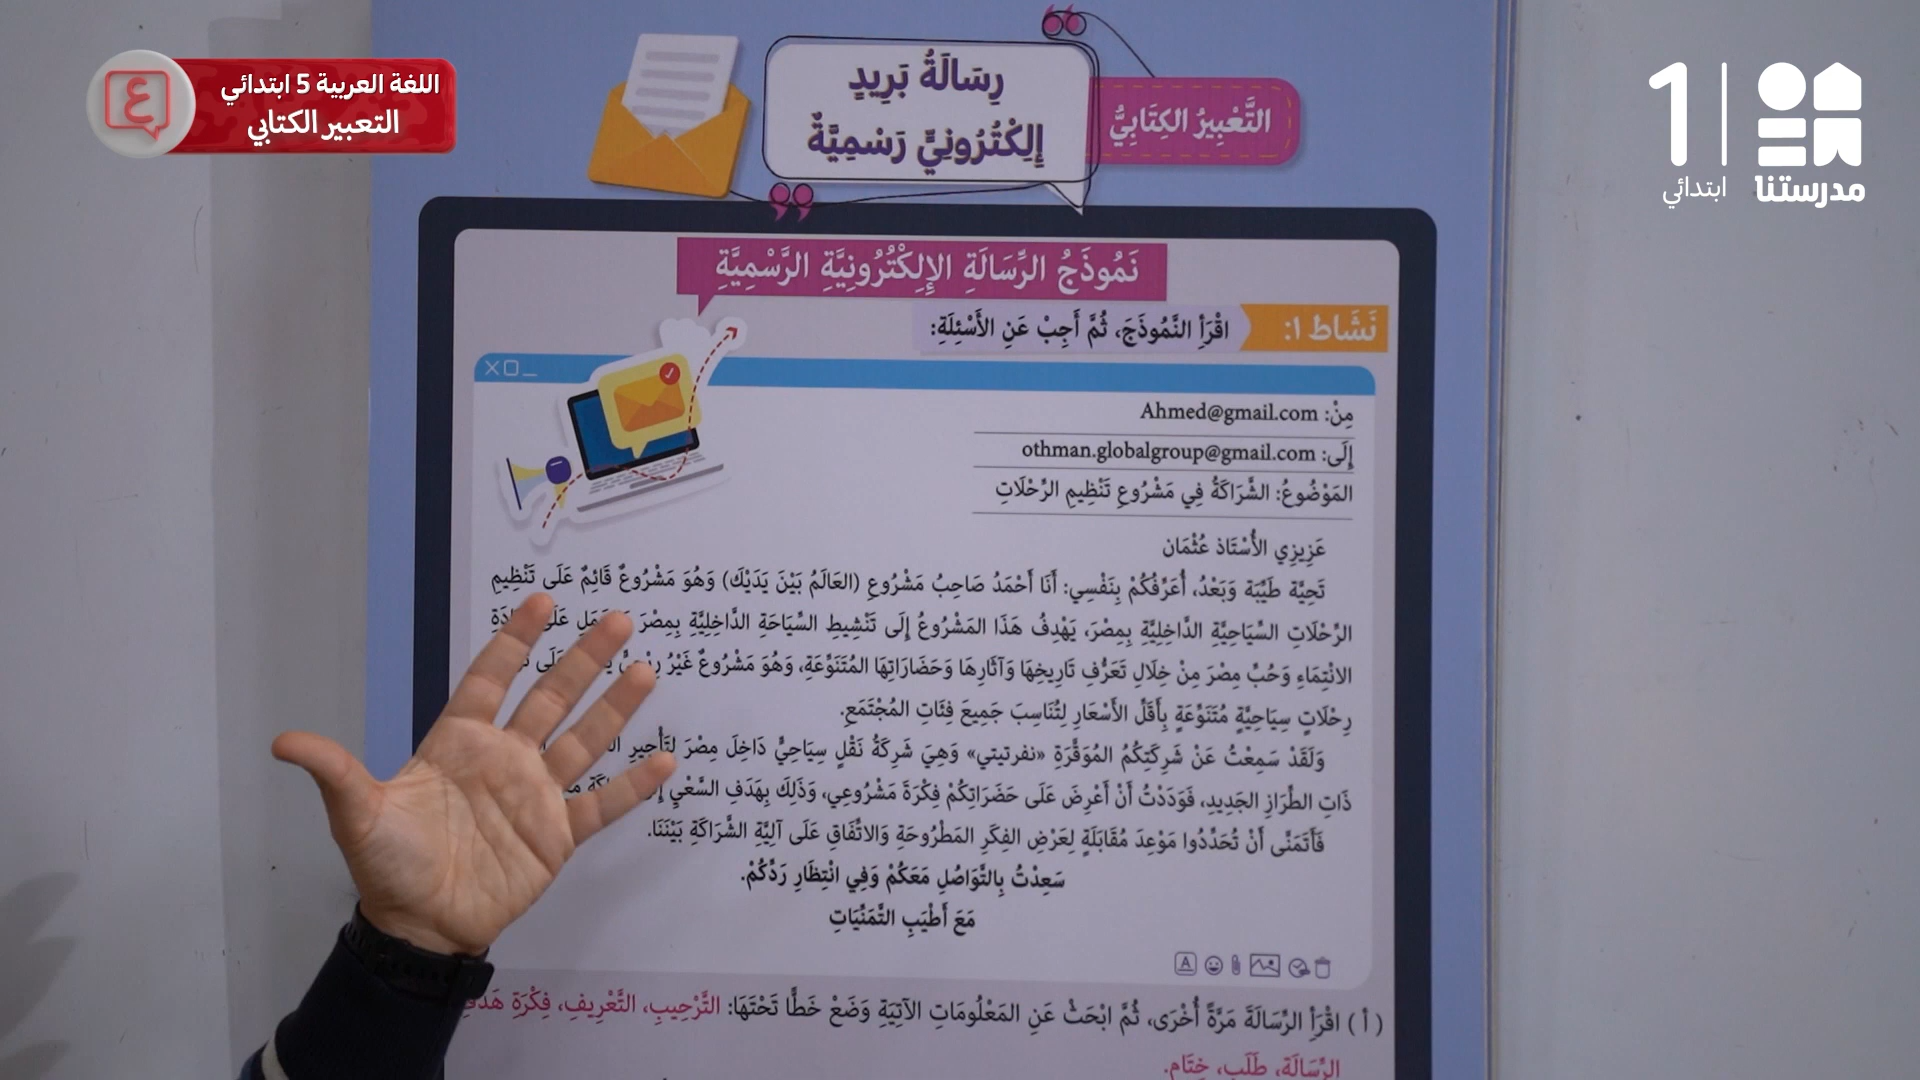 اللغة العربية 5 ابتدائي
التعبير الكتابي
ع
1 ابتدائي
مدرستنا
التَّعْبِيرُ الكِتَابِيُّ
رِسَالَةُ بَرِيدٍ
إِلِكْتُرُونِيٍّ رَسْمِيَّةٌ
نَمُوذَجُ الرِّسَالَةِ الإِلِكْتُرُونِيَّةِ الرَّسْمِيَّةِ
نَشَاط ١: اقْرَأِ النَّمُوذَجَ، ثُمَّ أَجِبْ عَنِ الأَسْئِلَةِ:
مِنْ: Ahmed@gmail.com
إِلَى: othman.globalgroup@gmail.com
المَوْضُوعُ: الشَّرَاكَةُ فِي مَشْرُوعِ تَنْظِيمِ الرِّحْلَاتِ
عَزِيزِي الأُسْتَاذ عُثْمَان
تَحِيَّة طَيِّبَة وَبَعْدُ، أُعَرِّفُكُمْ بِنَفْسِي: أَنَا أَحْمَدُ صَاحِبُ مَشْرُوعِ (العَالَمُ بَيْنَ يَدَيْكَ) وَهُوَ مَشْرُوعٌ قَائِمٌ عَلَى تَنْظِيمِ
الرِّحْلَاتِ السِّيَاحِيَّةِ الدَّاخِلِيَّةِ بِمِصْرَ، يَهْدِفُ هَذَا المَشْرُوعُ إِلَى تَنْشِيطِ السِّيَاحَةِ الدَّاخِلِيَّةِ بِمِصْرَ
الانْتِمَاءِ وَحُبِّ مِصْرَ مِنْ خِلَالِ تَعَرُّفِ تَارِيخِهَا وَآثَارِهَا وَحَضَارَاتِهَا المُتَنَوِّعَةِ، وَهُوَ مَشْرُوعٌ غَيْرُ
رِحْلَاتٍ سِيَاحِيَّةٍ مُتَنَوِّعَةٍ بِأَقَلِّ الأَسْعَارِ لِتُنَاسِبَ جَمِيعَ فِئَاتِ المُجْتَمَعِ.
وَلَقَدْ سَمِعْتُ عَنْ شَرِكَتِكُمُ المُوَقَّرَةِ «نفرتيتي» وَهِيَ شَرِكَةُ نَقْلٍ سِيَاحِيٍّ دَاخِلَ مِصْرَ لِتَأْجِيرِ
ذَاتِ الطِّرَازِ الجَدِيدِ، فَوَدَدْتُ أَنْ أَعْرِضَ عَلَى حَضَرَاتِكُمْ فِكْرَةَ مَشْرُوعِي، وَذَلِكَ بِهَدَفِ السَّعْيِ
فَأَتَمَنَّى أَنْ تُحَدِّدُوا مَوْعِدَ مُقَابَلَةٍ لِعَرْضِ الفِكَرِ المَطْرُوحَةِ وَالاتِّفَاقِ عَلَى آلِيَّةِ الشَّرَاكَةِ بَيْنَنَا.
سَعِدْتُ بِالتَّوَاصُلِ مَعَكُمْ وَفِي انْتِظَارِ رَدِّكُمْ.
مَعَ أَطْيَبِ التَّمَنِّيَاتِ
(أ) اقْرَأِ الرِّسَالَةَ مَرَّةً أُخْرَى، ثُمَّ ابْحَثْ عَنِ المَعْلُومَاتِ الآتِيَةِ وَضَعْ خَطًّا تَحْتَهَا: التَّرْحِيبِ، التَّعْرِيفِ، فِكْرَةِ هَدَفِ
الرِّسَالَةِ، طَلَبٍ، خِتَامٍ.